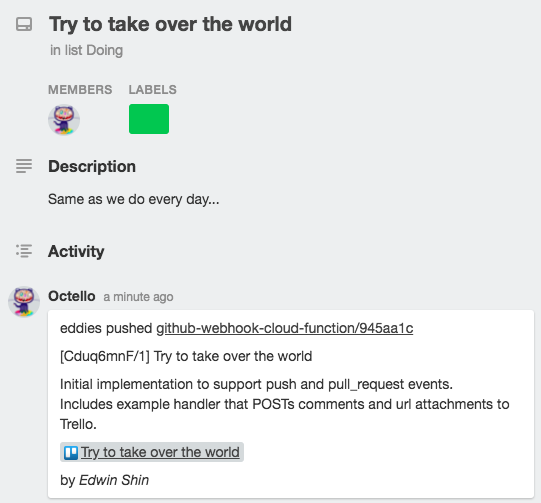 Try to take over the world
in list Doing
MEMBERS LABELS
Description
Same as we do every day...
Activity
Octello a minute ago
eddies pushed github-webhook-cloud-function/945aa1c
[Cduq6mnF/1] Try to take over the world
Initial implementation to support push and pull_request events.
Includes example handler that POSTs comments and url attachments to
Trello.
Try to take over the world
by Edwin Shin